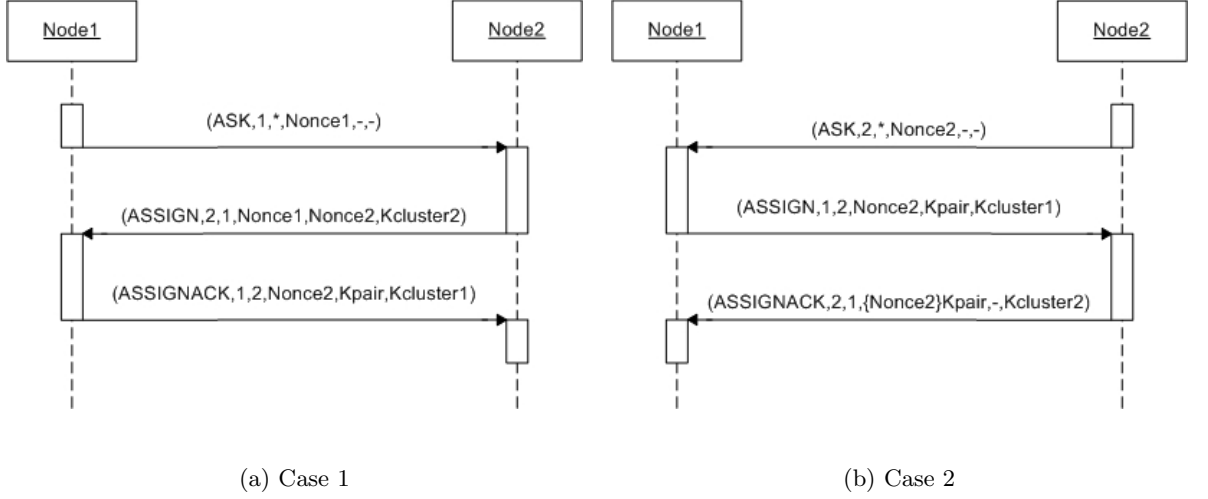 Node1
Node2
(ASK,1,*,Nonce1,-,-)
(ASSIGN,2,1,Nonce1,Nonce2,Kcluster2)
(ASSIGNACK,1,2,Nonce2,Kpair,Kcluster1)
(a) Case 1
Node1
Node2
(ASK,2,*,Nonce2,-,-)
(ASSIGN,1,2,Nonce2,Kpair,Kcluster1)
(ASSIGNACK,2,1,{Nonce2}Kpair,-,Kcluster2)
(b) Case 2